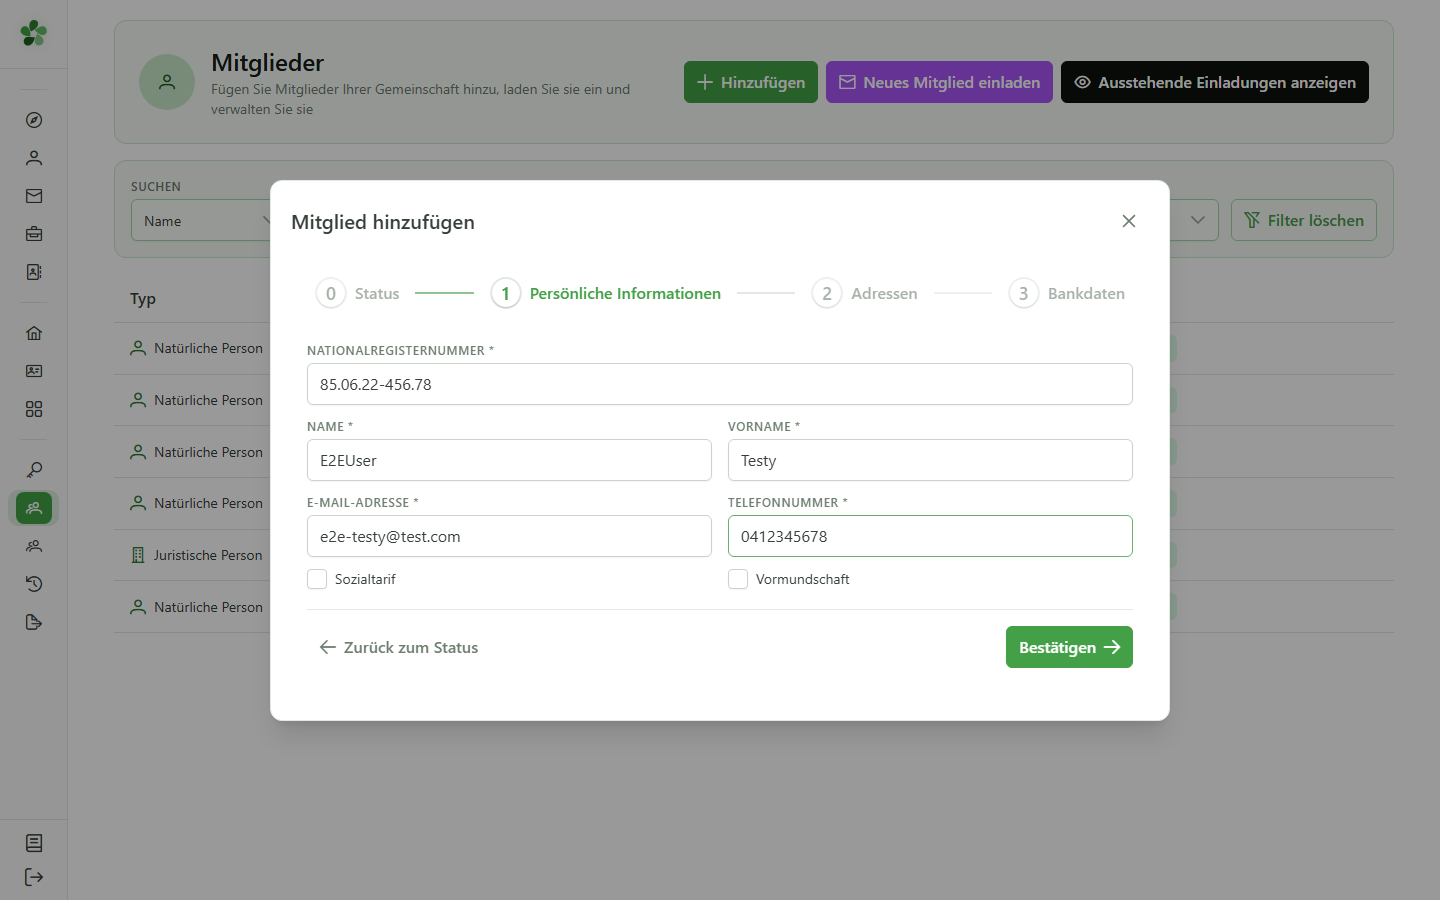 Mitglieder
Fügen Sie Mitglieder Ihrer Gemeinschaft hinzu, laden Sie sie ein und
verwalten Sie sie
Hinzufügen
Neues Mitglied einladen
Ausstehende Einladungen anzeigen
SUCHEN
Name
Filter löschen
Typ
Natürliche Person
Natürliche Person
Natürliche Person
Natürliche Person
Juristische Person
Natürliche Person
Mitglied hinzufügen
0 Status
1 Persönliche Informationen
2 Adressen
3 Bankdaten
NATIONALREGISTERNUMMER *
85.06.22-456.78
NAME *
E2EUser
VORNAME *
Testy
E-MAIL-ADRESSE *
e2e-testy@test.com
TELEFONNUMMER *
0412345678
Sozialtarif
Vormundschaft
Zurück zum Status
Bestätigen